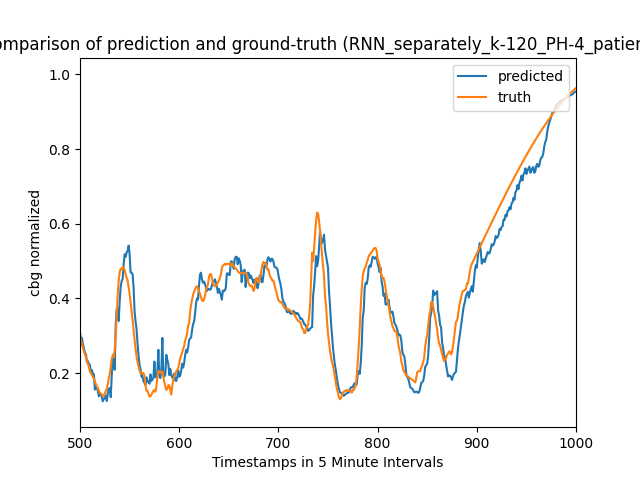 omparison of prediction and ground-truth (RNN_separately_k-120_PH-4_patien
predicted
truth
cbg normalized
1.0
0.8
0.6
0.4
0.2
500 600 700 800 900 1000
Timestamps in 5 Minute Intervals